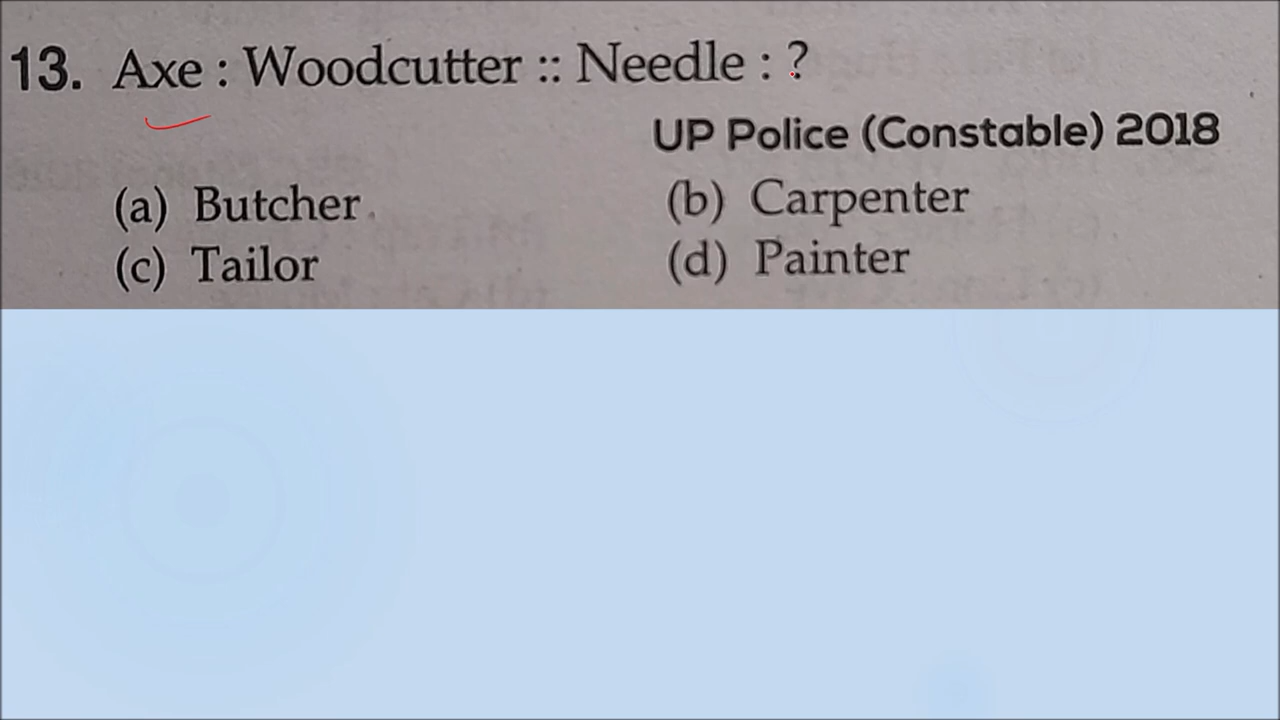 13. Axe : Woodcutter :: Needle : ?
UP Police (Constable) 2018
(a) Butcher (b) Carpenter
(c) Tailor (d) Painter